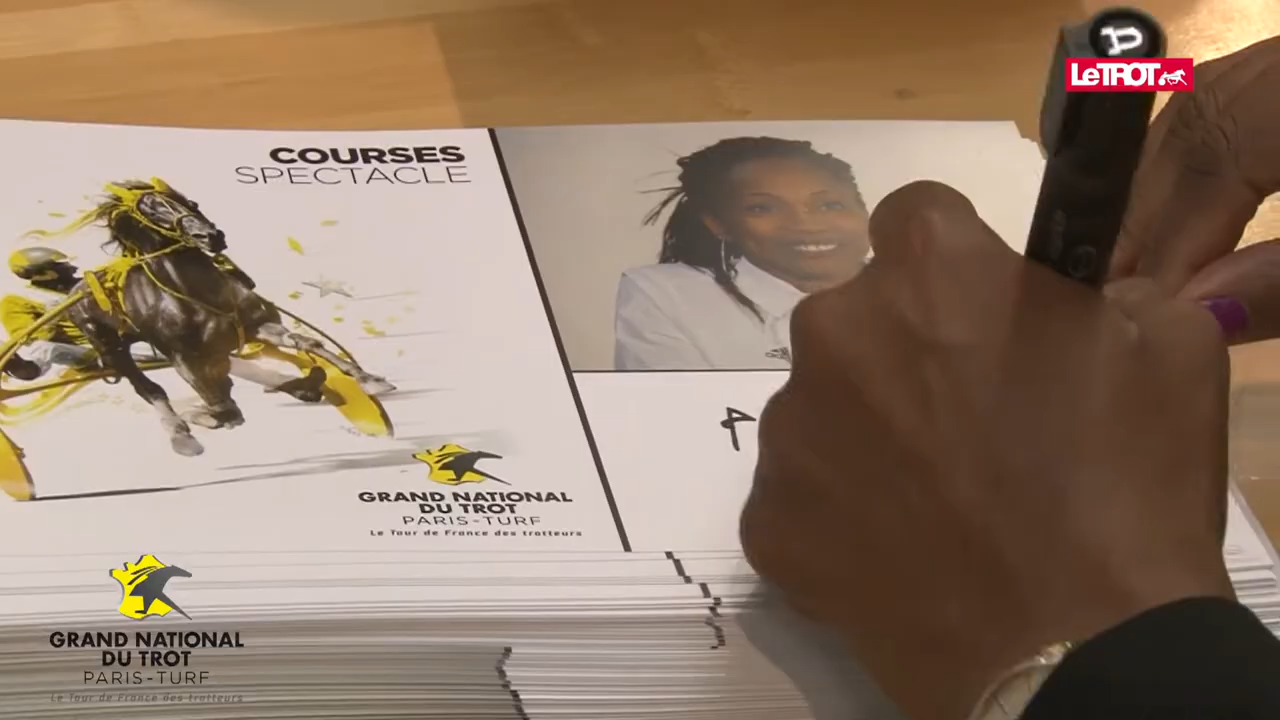 LeTROT
COURSES
SPECTACLE
GRAND NATIONAL
DU TROT
PARIS-TURF
Le Tour de France des trotteurs
GRAND NATIONAL
DU TROT
PARIS-TURF
Le Tour de France des trotteurs